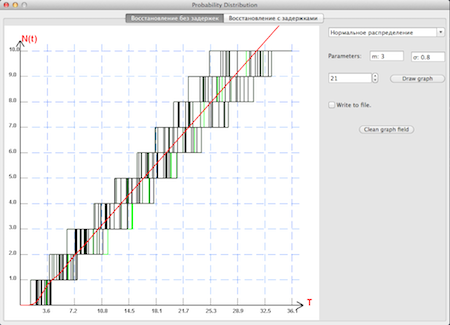 Probability Distribution
Восстановление без задержек
Восстановление с задержками
N(t)
10.0
9.0
8.0
7.0
6.0
5.0
4.0
3.0
2.0
1.0
3.6 7.2 10.8 14.5 18.1 21.7 25.3 28.9 32.5 36.1
T
Нормальное распределение
Parameters: m: 3 σ: 0.8
21 Draw graph
Write to file.
Clean graph field